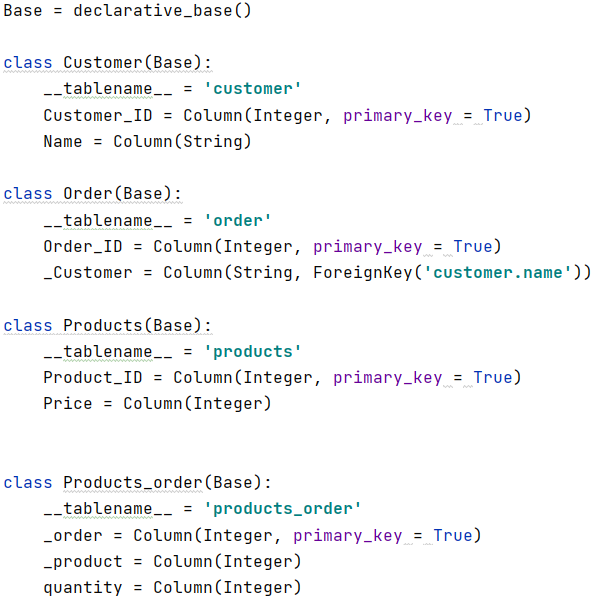 Base = declarative_base()
class Customer(Base):
__tablename__ = 'customer'
Customer_ID = Column(Integer, primary_key = True)
Name = Column(String)
class Order(Base):
__tablename__ = 'order'
Order_ID = Column(Integer, primary_key = True)
_Customer = Column(String, ForeignKey('customer.name'))
class Products(Base):
__tablename__ = 'products'
Product_ID = Column(Integer, primary_key = True)
Price = Column(Integer)
class Products_order(Base):
__tablename__ = 'products_order'
_order = Column(Integer, primary_key = True)
_product = Column(Integer)
quantity = Column(Integer)